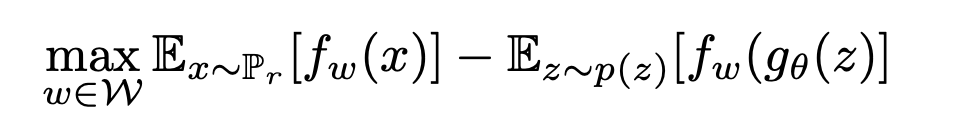 max_{w∈𝒲} 𝔼_{x∼ℙ_r}[f_w(x)] − 𝔼_{z∼p(z)}[f_w(g_θ(z)]